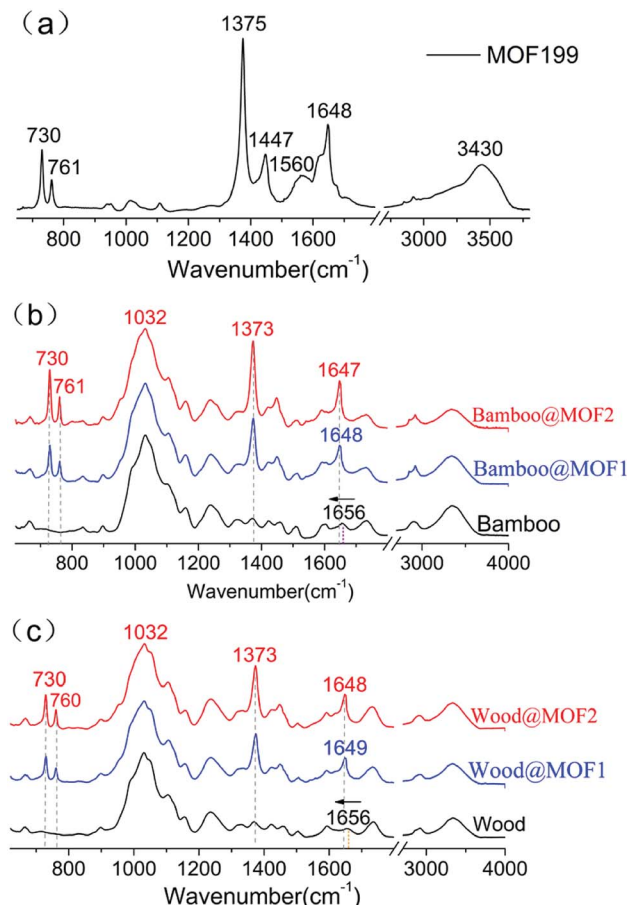 (a)
1375
MOF199
1648
730
1447
761
1560
3430
800 1000 1200 1400 1600 3000 3500
Wavenumber(cm-1)
(b)
1032
1373
730
761
1647
Bamboo@MOF2
1648
Bamboo@MOF1
1656
Bamboo
800 1000 1200 1400 1600 3000 4000
Wavenumber(cm-1)
(c)
1032
1373
730
760
1648
Wood@MOF2
1649
Wood@MOF1
1656
Wood
800 1000 1200 1400 1600 3000 4000
Wavenumber(cm-1)